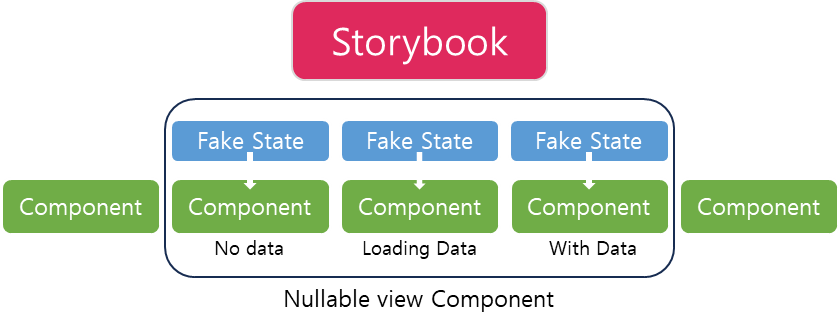 Storybook
Fake State
Fake State
Fake State
Component
Component
Component
Component
Component
No data
Loading Data
With Data
Nullable view Component